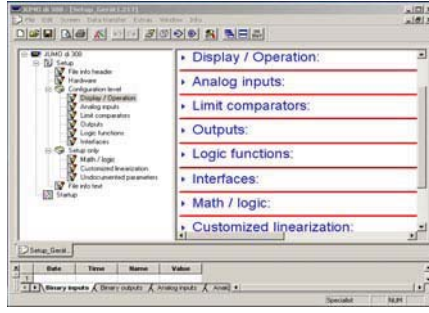 JUMO di 308 - [Setup_Gerät1.211]
File Edit Screen Data transfer Extras Window Info
JUMO di 308
Setup
File info header
Hardware
Configuration level
Display / Operation
Analog inputs
Limit comparators
Outputs
Logic functions
Interfaces
Setup only
Math / logic
Customized linearization
Undocumented parameters
File info text
Startup
Display / Operation:
Analog inputs:
Limit comparators:
Outputs:
Logic functions:
Interfaces:
Math / logic:
Customized linearization:
Setup_Gerät...
Date Time Name Value
1
Binary inputs Binary outputs Analog inputs Anal
Specialist NUM